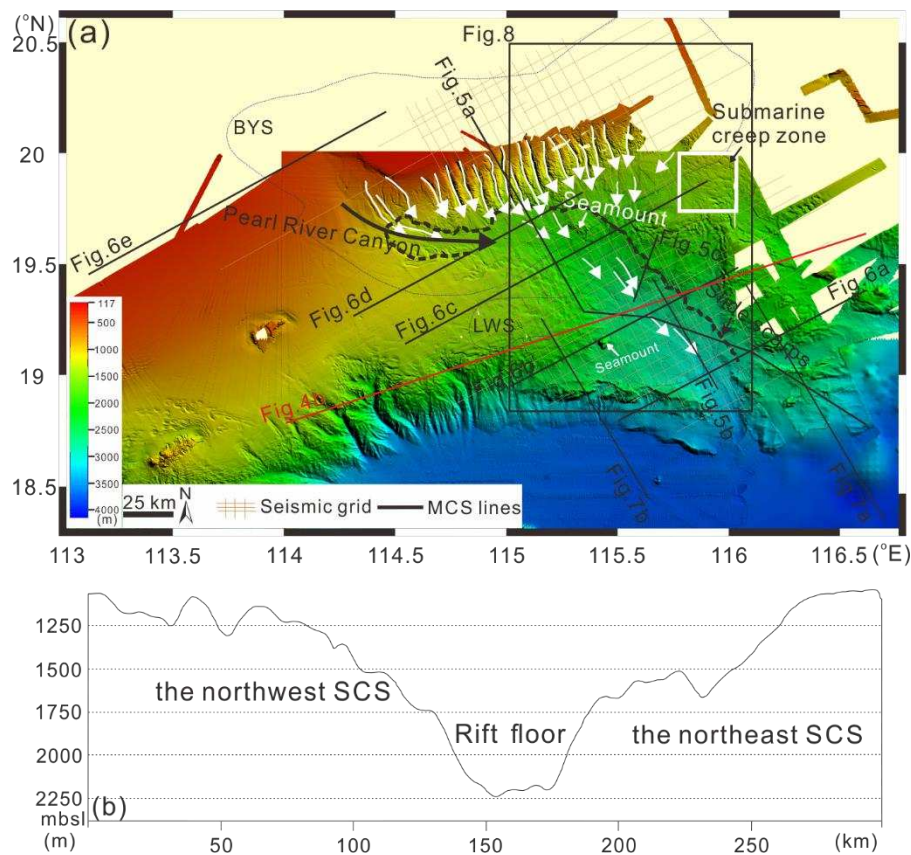 (°N)
(a)
20.5
20
19.5
19
18.5
Fig.8
Fig.5a
BYS
Submarine
creep zone
Seamount
Pearl River Canyon
Fig.6e
Fig.5c
Fig.6a
Fig.6d
Fig.6c
LWS
Seamount
Fig.4b
Fig.5b
Fig.7b
117
500
1000
1500
2000
2500
3000
3500
4000
(m)
25 km
N
Seismic grid
MCS lines
113
113.5
114
114.5
115
115.5
116
116.5
(°E)
1250
1500
1750
2000
2250
mbsl
(m)
the northwest SCS
Rift floor
the northeast SCS
(b)
50
100
150
200
250
(km)